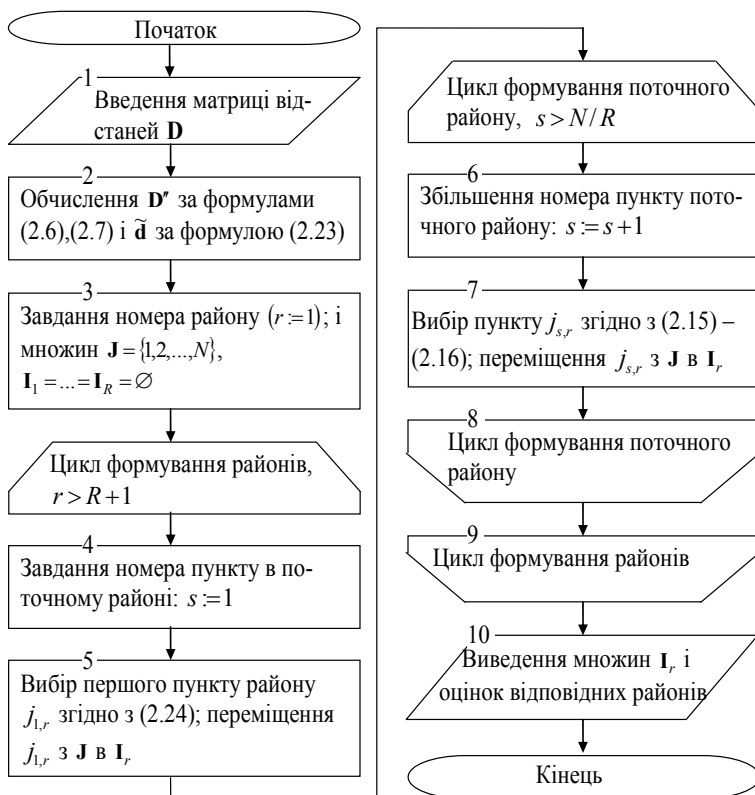 Початок
1
Введення матриці від-
станей D
2
Обчислення D″ за формулами
(2.6),(2.7) і d̃ за формулою (2.23)
3
Завдання номера району (r := 1); і
множин J = {1,2,...,N},
I₁ = ... = I_R = ∅
Цикл формування районів,
r > R + 1
4
Завдання номера пункту в по-
точному районі: s := 1
5
Вибір першого пункту району
j₁,ᵣ згідно з (2.24); переміщення
j₁,ᵣ з J в Iᵣ
Цикл формування поточного
району, s > N / R
6
Збільшення номера пункту пото-
чного району: s := s + 1
7
Вибір пункту jₛ,ᵣ згідно з (2.15) –
(2.16); переміщення jₛ,ᵣ з J в Iᵣ
8
Цикл формування поточного
району
9
Цикл формування районів
10
Виведення множин Iᵣ і
оцінок відповідних районів
Кінець